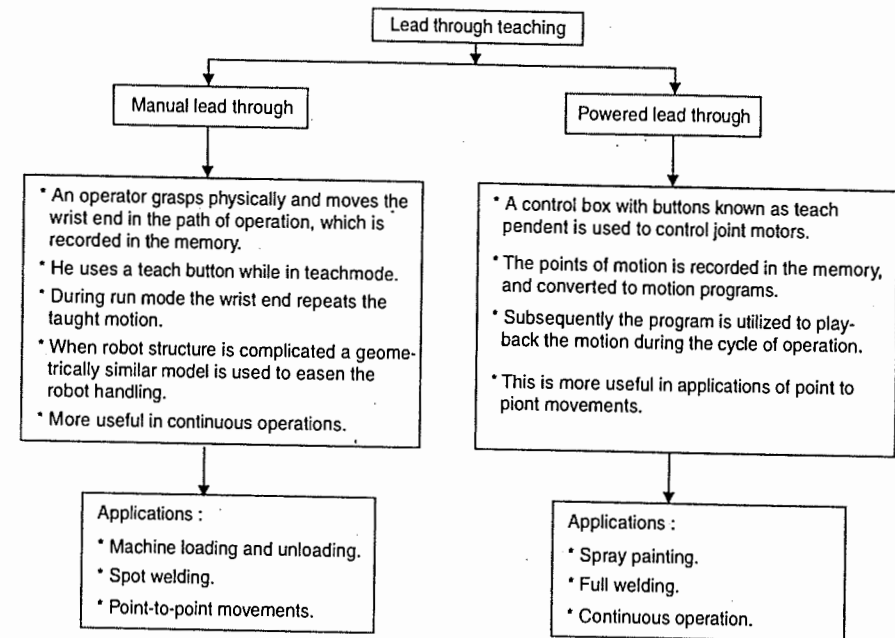 Lead through teaching
Manual lead through
Powered lead through
* An operator grasps physically and moves the
wrist end in the path of operation, which is
recorded in the memory.
* He uses a teach button while in teachmode.
* During run mode the wrist end repeats the
taught motion.
* When robot structure is complicated a geome-
trically similar model is used to easen the
robot handling.
* More useful in continuous operations.
* A control box with buttons known as teach
pendent is used to control joint motors.
* The points of motion is recorded in the memory,
and converted to motion programs.
* Subsequently the program is utilized to play-
back the motion during the cycle of operation.
* This is more useful in applications of point to
piont movements.
Applications :
* Machine loading and unloading.
* Spot welding.
* Point-to-point movements.
Applications :
* Spray painting.
* Full welding.
* Continuous operation.